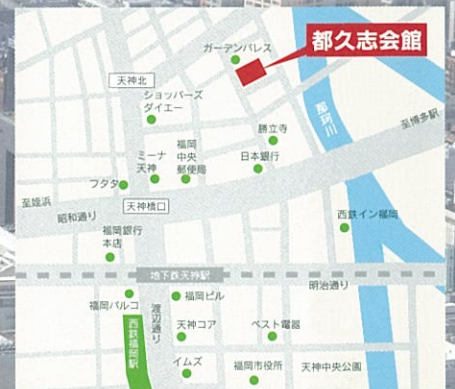 ガーデンパレス
都久志会館
天神北
ショッパーズ
ダイエー
那珂川
至博多駅
勝立寺
福岡
中央
郵便局
ミーナ
天神
日本銀行
フタタ
至姪浜
天神橋口
昭和通り
西鉄イン福岡
福岡銀行
本店
地下鉄天神駅
明治通り
福岡パルコ
福岡ビル
渡辺通り
西鉄福岡駅
天神コア
ベスト電器
イムズ
福岡市役所
天神中央公園